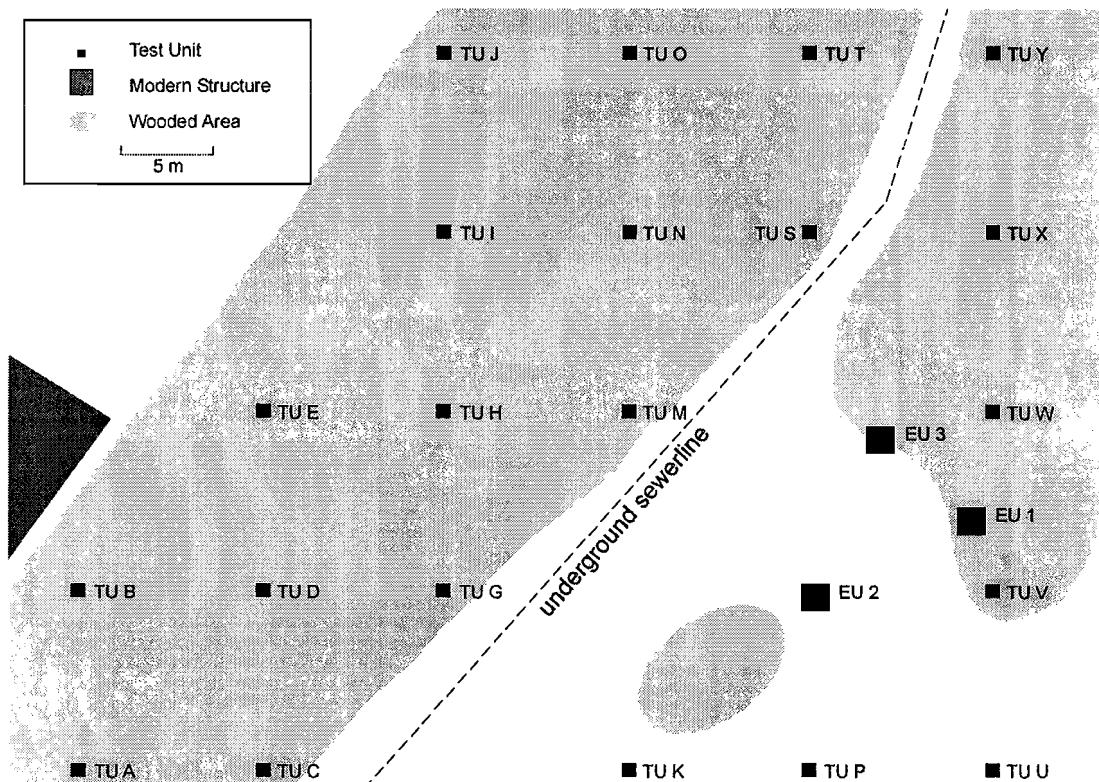 Test Unit
Modern Structure
Wooded Area
5 m
TU J
TU O
TU T
TU Y
TU I
TU N
TU S
TU X
TU E
TU H
TU M
TU W
EU 3
underground sewerline
EU 1
TU B
TU D
TU G
EU 2
TU V
TU A
TU C
TU K
TU P
TU U